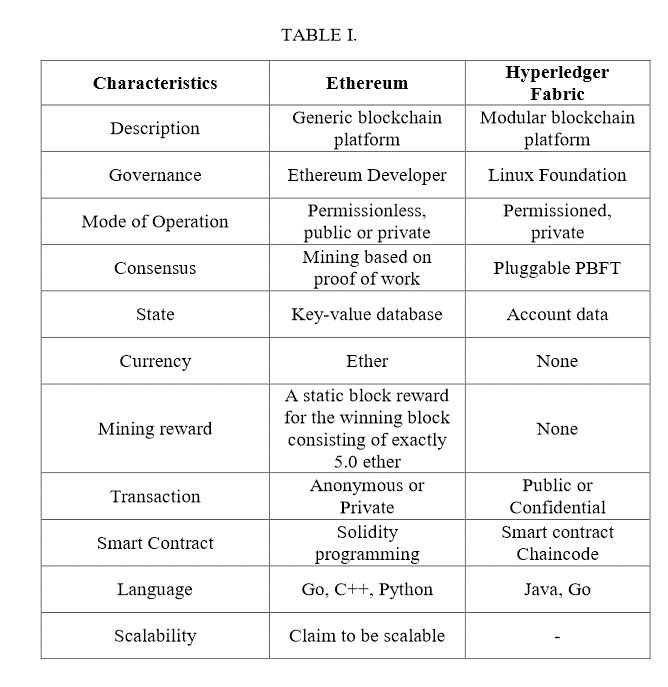 TABLE I.
Characteristics Ethereum Hyperledger
Fabric
Description Generic blockchain
platform Modular blockchain
platform
Governance Ethereum Developer Linux Foundation
Mode of Operation Permissionless,
public or private Permissioned,
private
Consensus Mining based on
proof of work Pluggable PBFT
State Key-value database Account data
Currency Ether None
Mining reward A static block reward
for the winning block
consisting of exactly
5.0 ether None
Transaction Anonymous or
Private Public or
Confidential
Smart Contract Solidity
programming Smart contract
Chaincode
Language Go, C++, Python Java, Go
Scalability Claim to be scalable -